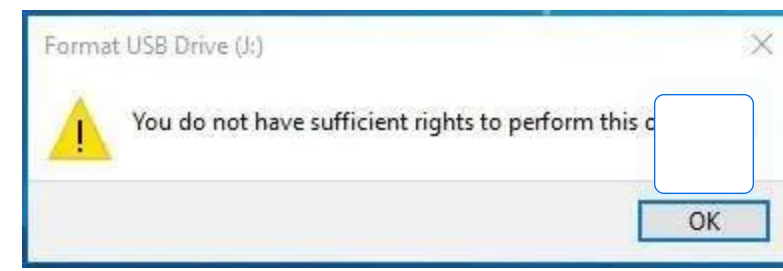 Format USB Drive (J:)
You do not have sufficient rights to perform this
OK